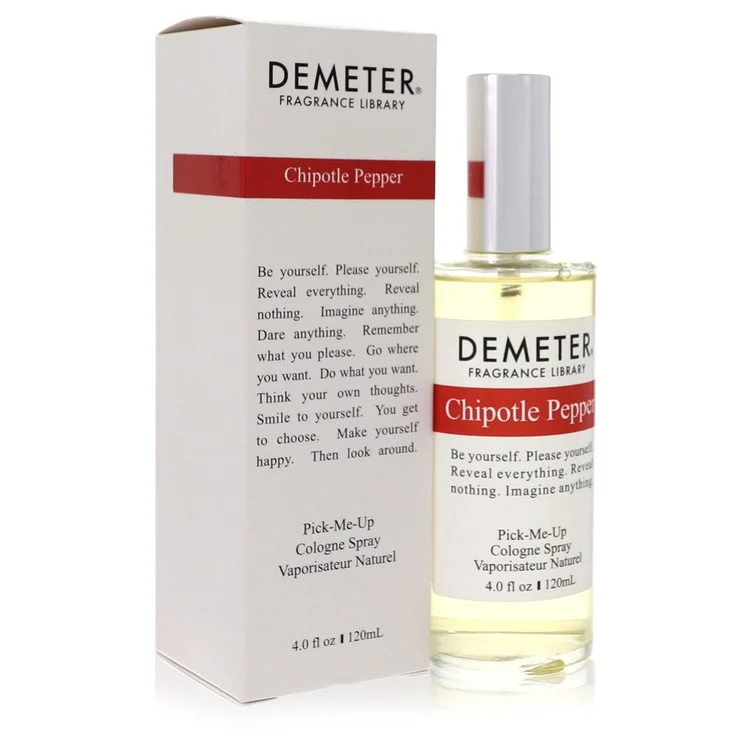 DEMETER®
FRAGRANCE LIBRARY
Chipotle Pepper
Be yourself. Please yourself.
Reveal everything. Reveal
nothing. Imagine anything.
Dare anything. Remember
what you please. Go where
you want. Do what you want.
Think your own thoughts.
Smile to yourself. You get
to choose. Make yourself
happy. Then look around.
Pick-Me-Up
Cologne Spray
Vaporisateur Naturel
4.0 fl oz 120mL
DEMETER
FRAGRANCE LIBRARY
Chipotle Pepper
Be yourself. Please yourself.
Reveal everything. Reveal
nothing. Imagine anything.
Pick-Me-Up
Cologne Spray
Vaporisateur Naturel
4.0 fl oz 120mL